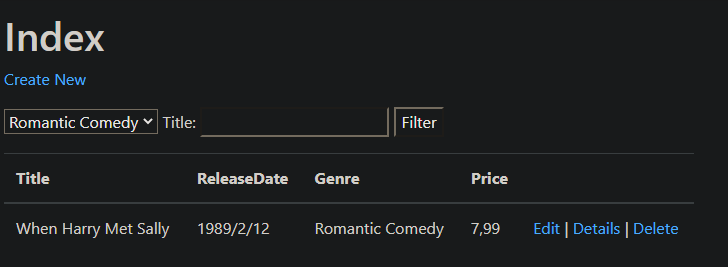 Index
Create New
Romantic Comedy Title: Filter
Title ReleaseDate Genre Price
When Harry Met Sally 1989/2/12 Romantic Comedy 7,99 Edit | Details | Delete